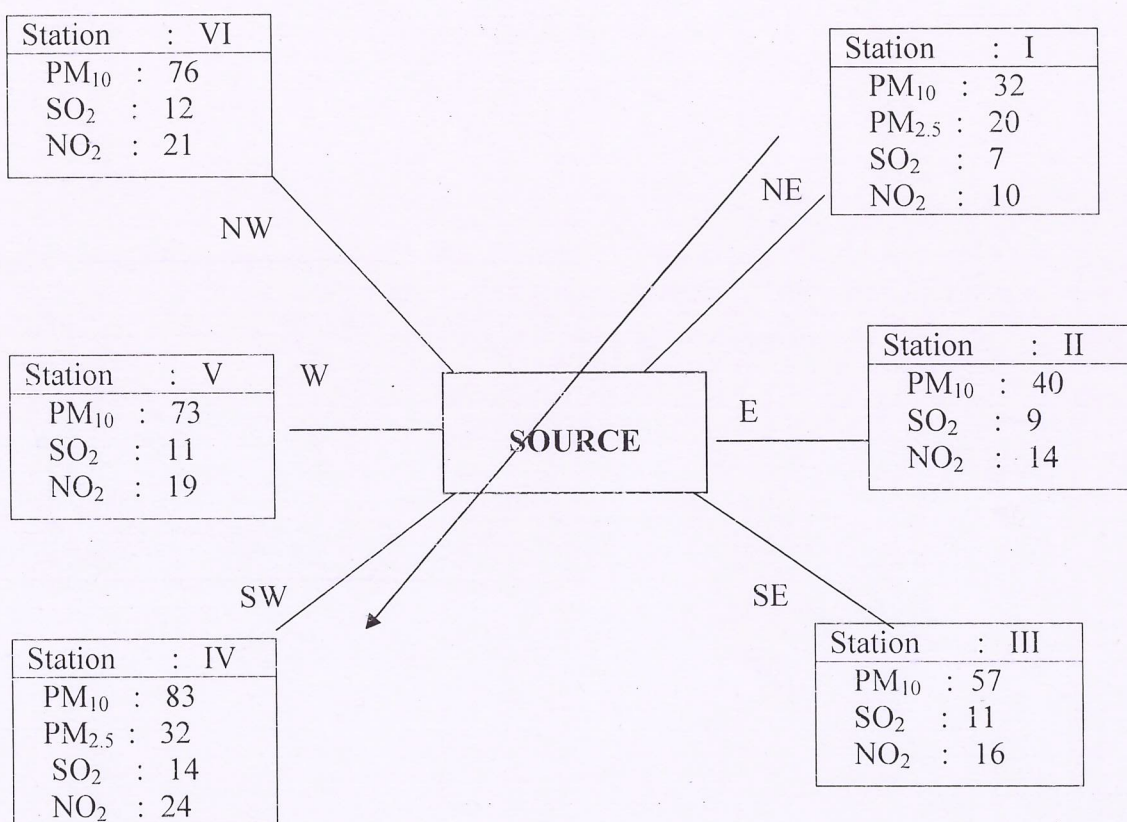 Station : VI
PM₁₀ : 76
SO₂ : 12
NO₂ : 21
Station : I
PM₁₀ : 32
PM₂.₅ : 20
SO₂ : 7
NO₂ : 10
NW
NE
Station : V
PM₁₀ : 73
SO₂ : 11
NO₂ : 19
W
SOURCE
E
Station : II
PM₁₀ : 40
SO₂ : 9
NO₂ : 14
SW
SE
Station : IV
PM₁₀ : 83
PM₂.₅ : 32
SO₂ : 14
NO₂ : 24
Station : III
PM₁₀ : 57
SO₂ : 11
NO₂ : 16